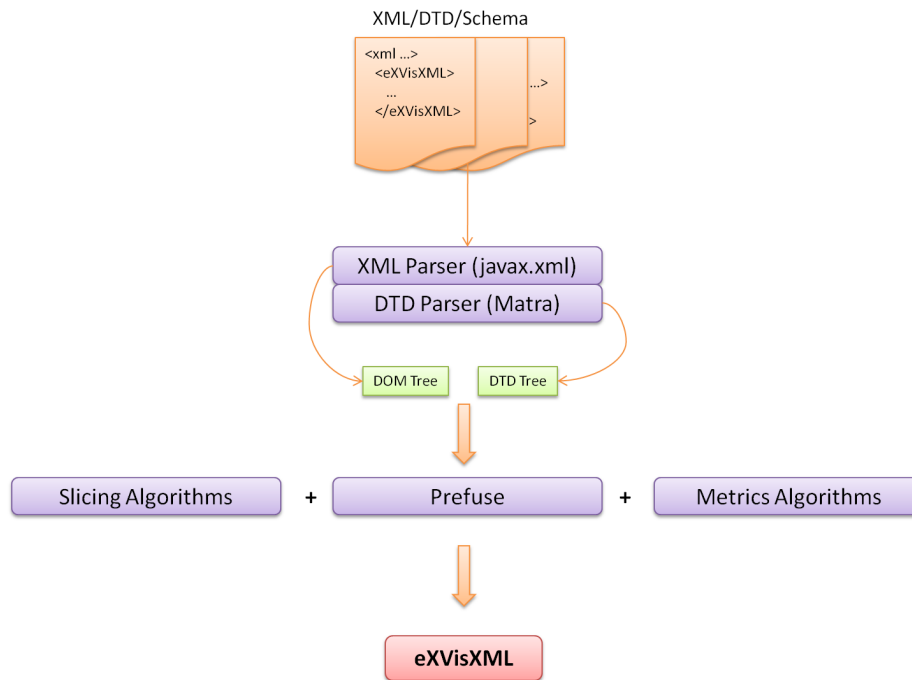 XML/DTD/Schema
<xml ...>
<eXVisXML>
...
</eXVisXML>
...>
>
XML Parser (javax.xml)
DTD Parser (Matra)
DOM Tree
DTD Tree
Slicing Algorithms + Prefuse + Metrics Algorithms
eXVisXML